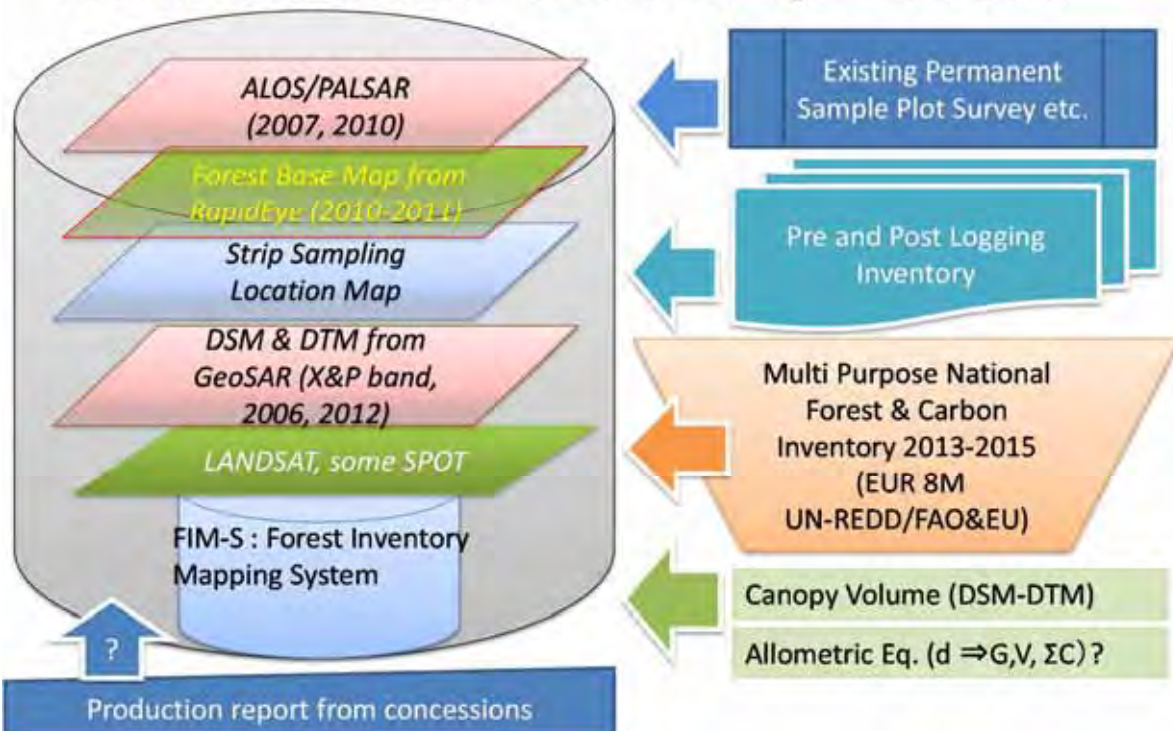 ALOS/PALSAR
(2007, 2010)
Forest Base Map from
RapidEye (2010-2011)
Strip Sampling
Location Map
DSM & DTM from
GeoSAR (X&P band,
2006, 2012)
LANDSAT, some SPOT
FIM-S : Forest Inventory
Mapping System
?
Production report from concessions
Existing Permanent
Sample Plot Survey etc.
Pre and Post Logging
Inventory
Multi Purpose National
Forest & Carbon
Inventory 2013-2015
(EUR 8M
UN-REDD/FAO&EU)
Canopy Volume (DSM-DTM)
Allometric Eq. (d ⇒G,V, ΣC)?